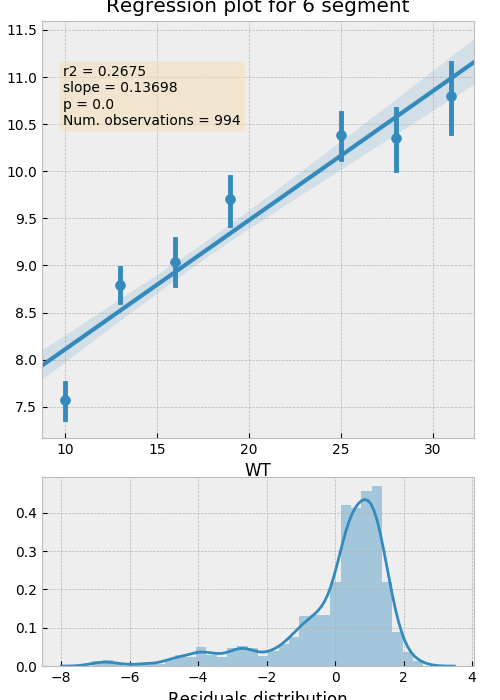 Regression plot for 6 segment
11.5
11.0
10.5
10.0
9.5
9.0
8.5
8.0
7.5
r2 = 0.2675
slope = 0.13698
p = 0.0
Num. observations = 994
10 15 20 25 30
WT
0.4
0.3
0.2
0.1
0.0
−8 −6 −4 −2 0 2 4
Residuals distribution